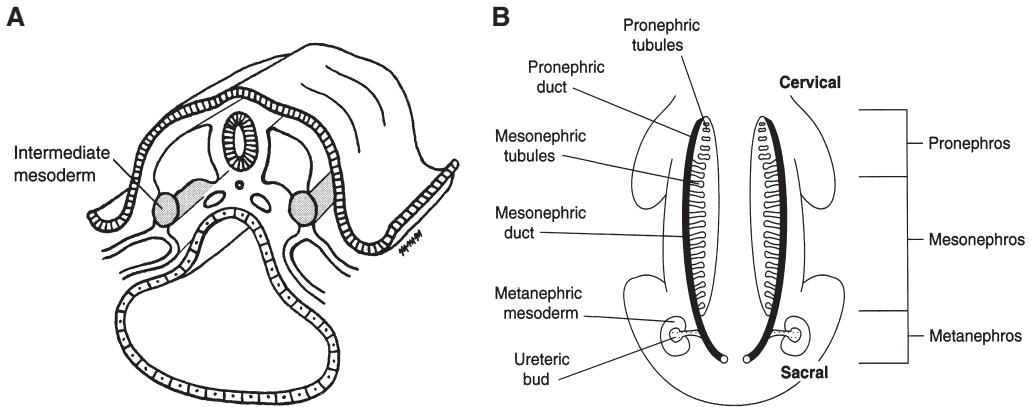 A
Intermediate
mesoderm
B
Pronephric
tubules
Pronephric
duct
Cervical
Mesonephric
tubules
Pronephros
Mesonephric
duct
Mesonephros
Metanephric
mesoderm
Metanephros
Ureteric
bud
Sacral